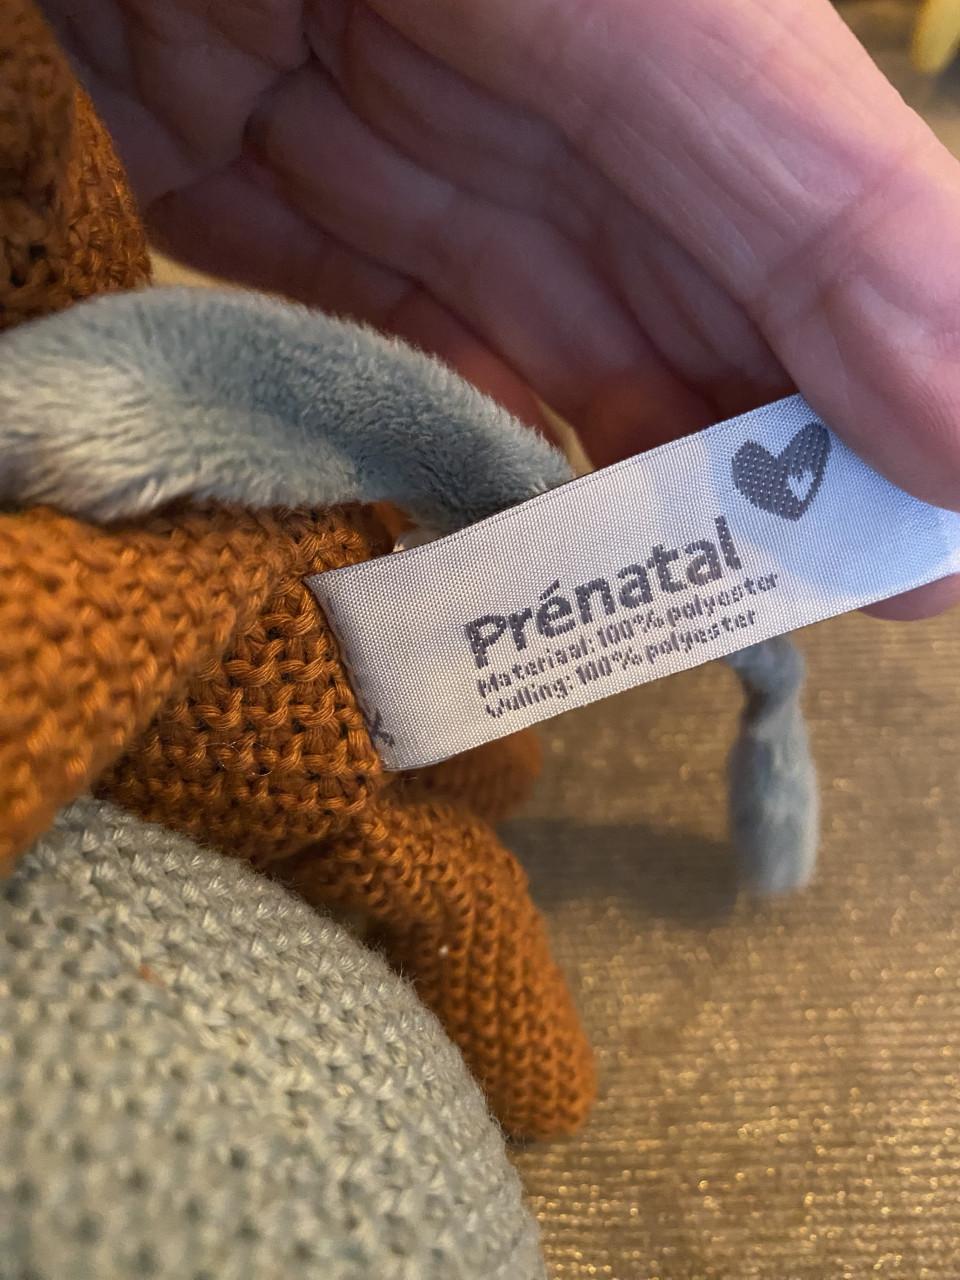 Prénatal
Materiaal: 100% polyester
Vulling: 100% polyester